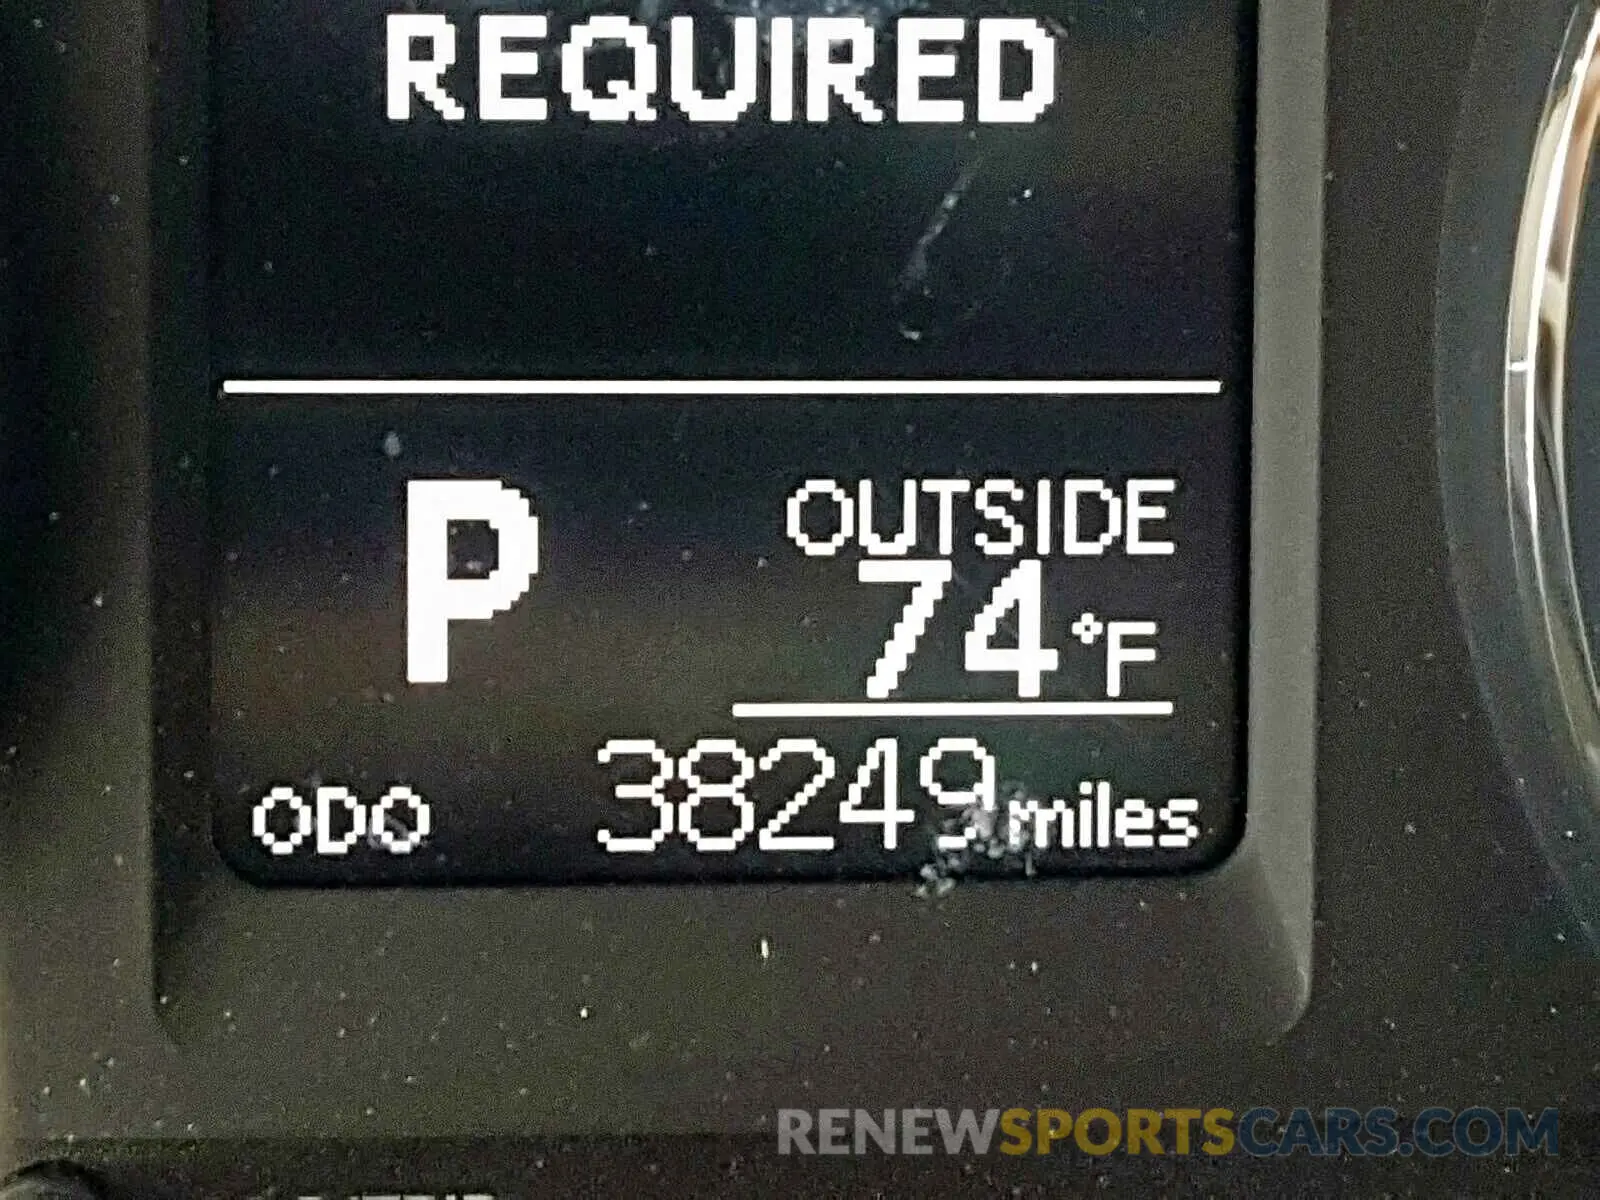 REQUIRED
P
OUTSIDE
74°F
ODO 38249 miles
RENEWSPORTSCARS.COM